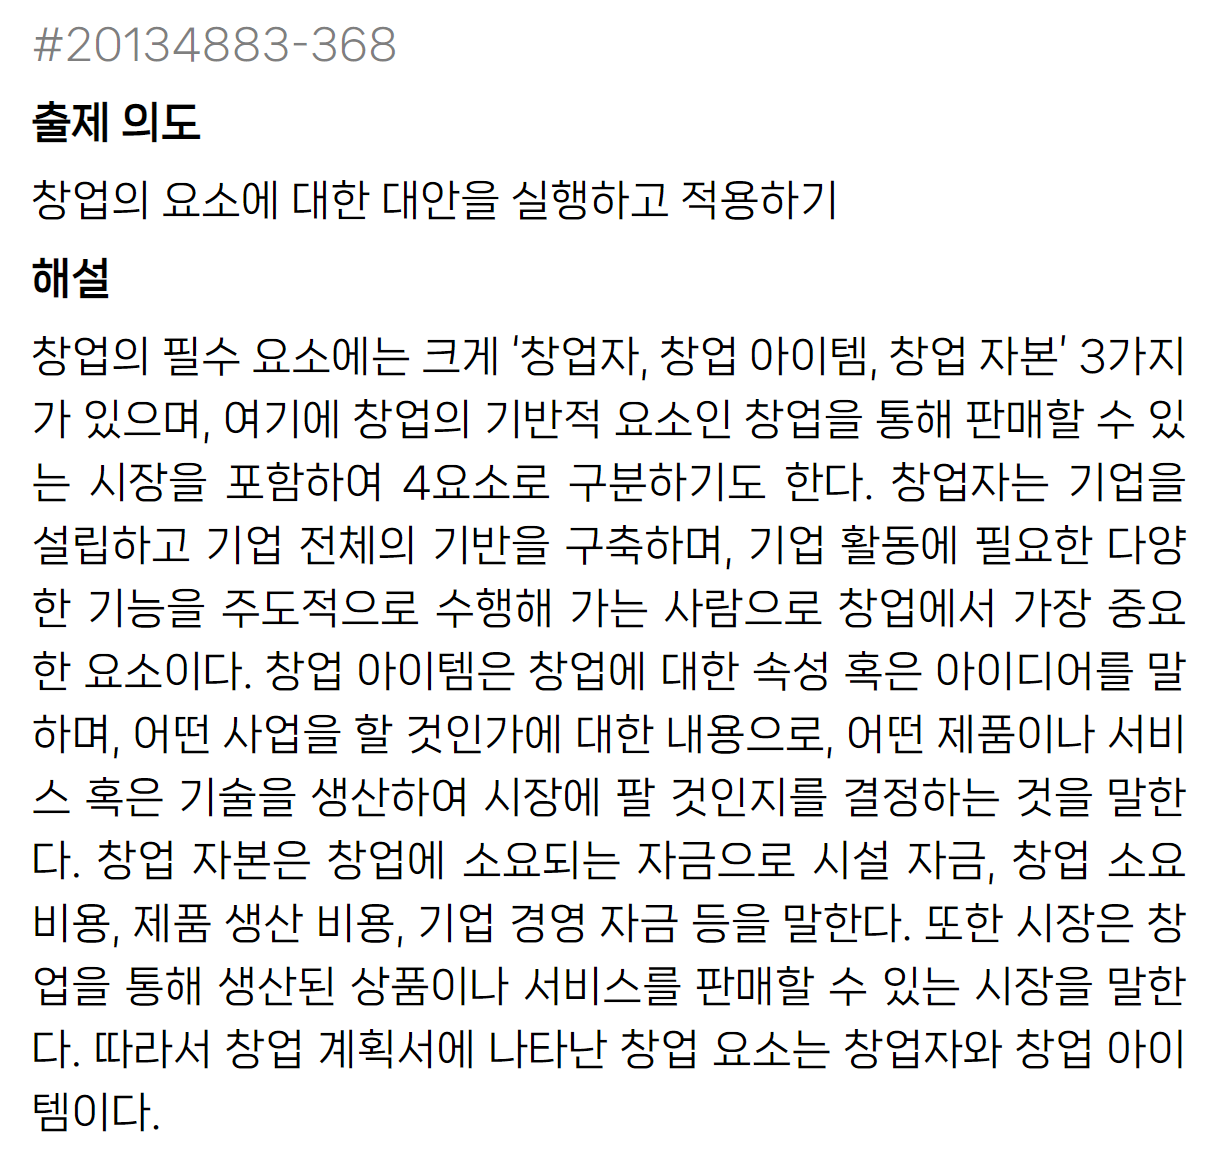 #20134883-368
출제 의도
창업의 요소에 대한 대안을 실행하고 적용하기
해설
창업의 필수 요소에는 크게 ‘창업자, 창업 아이템, 창업 자본’ 3가지
가 있으며, 여기에 창업의 기반적 요소인 창업을 통해 판매할 수 있
는 시장을 포함하여 4요소로 구분하기도 한다. 창업자는 기업을
설립하고 기업 전체의 기반을 구축하며, 기업 활동에 필요한 다양
한 기능을 주도적으로 수행해 가는 사람으로 창업에서 가장 중요
한 요소이다. 창업 아이템은 창업에 대한 속성 혹은 아이디어를 말
하며, 어떤 사업을 할 것인가에 대한 내용으로, 어떤 제품이나 서비
스 혹은 기술을 생산하여 시장에 팔 것인지를 결정하는 것을 말한
다. 창업 자본은 창업에 소요되는 자금으로 시설 자금, 창업 소요
비용, 제품 생산 비용, 기업 경영 자금 등을 말한다. 또한 시장은 창
업을 통해 생산된 상품이나 서비스를 판매할 수 있는 시장을 말한
다. 따라서 창업 계획서에 나타난 창업 요소는 창업자와 창업 아이
템이다.